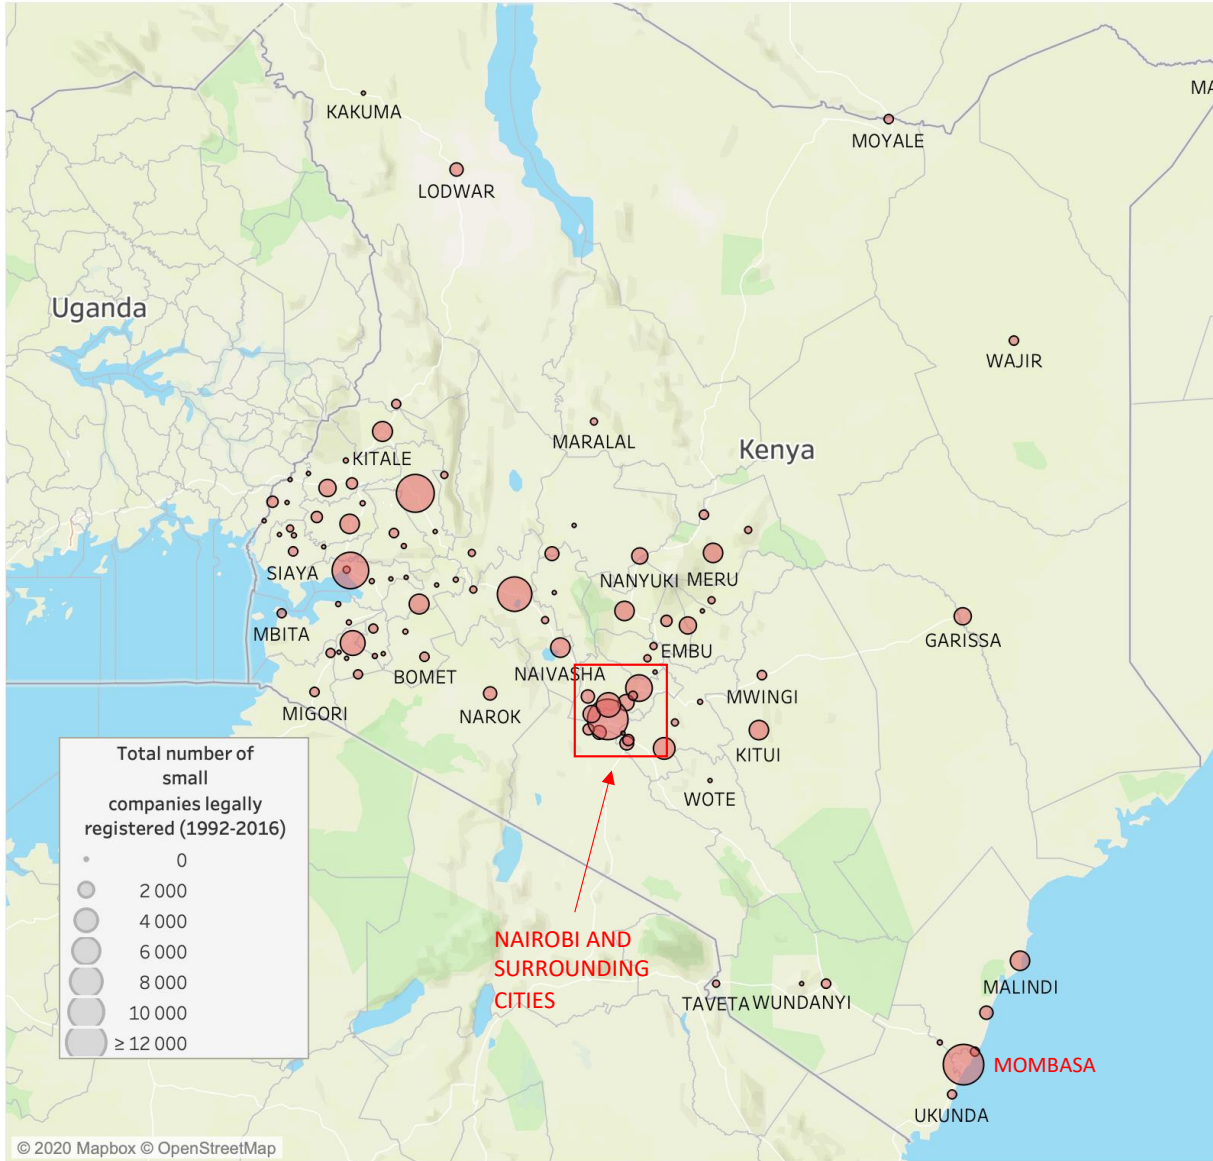 MA
KAKUMA
MOYALE
LODWAR
Uganda
WAJIR
MARALAL
Kenya
KITALE
SIAYA
NANYUKI
MERU
MBITA
GARISSA
EMBU
BOMET
NAIVASHA
MWINGI
MIGORI
NAROK
KITUI
WOTE
Total number of
small
companies legally
registered (1992-2016)
0
2 000
4 000
6 000
8 000
10 000
≥ 12 000
NAIROBI AND
SURROUNDING
CITIES
TAVETA
WUNDANYI
MALINDI
MOMBASA
UKUNDA
© 2020 Mapbox © OpenStreetMap